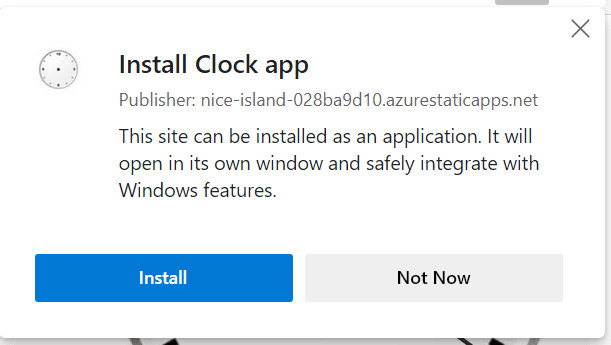 Install Clock app
Publisher: nice-island-028ba9d10.azurestaticapps.net
This site can be installed as an application. It will
open in its own window and safely integrate with
Windows features.
Install
Not Now